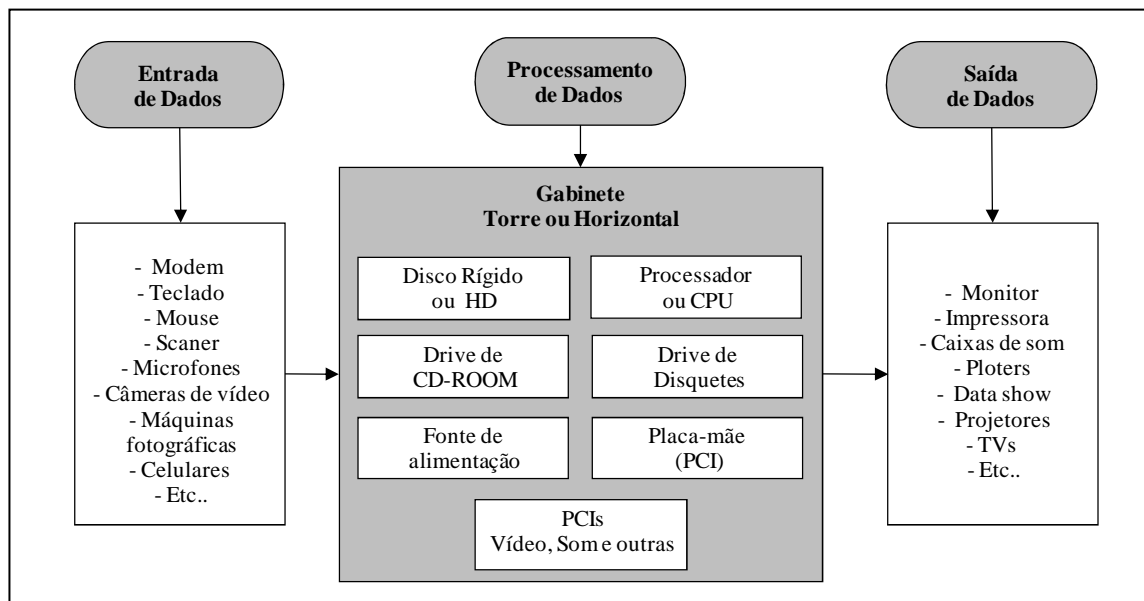 Entrada
de Dados
Processamento
de Dados
Saída
de Dados
- Modem
- Teclado
- Mouse
- Scaner
- Microfones
- Câmeras de vídeo
- Máquinas
fotográficas
- Celulares
- Etc..
Gabinete
Torre ou Horizontal
Disco Rígido
ou HD
Processador
ou CPU
Drive de
CD-ROOM
Drive de
Disquetes
Fonte de
alimentação
Placa-mãe
(PCI)
PCIs
Vídeo, Som e outras
- Monitor
- Impressora
- Caixas de som
- Ploters
- Data show
- Projetores
- TVs
- Etc..